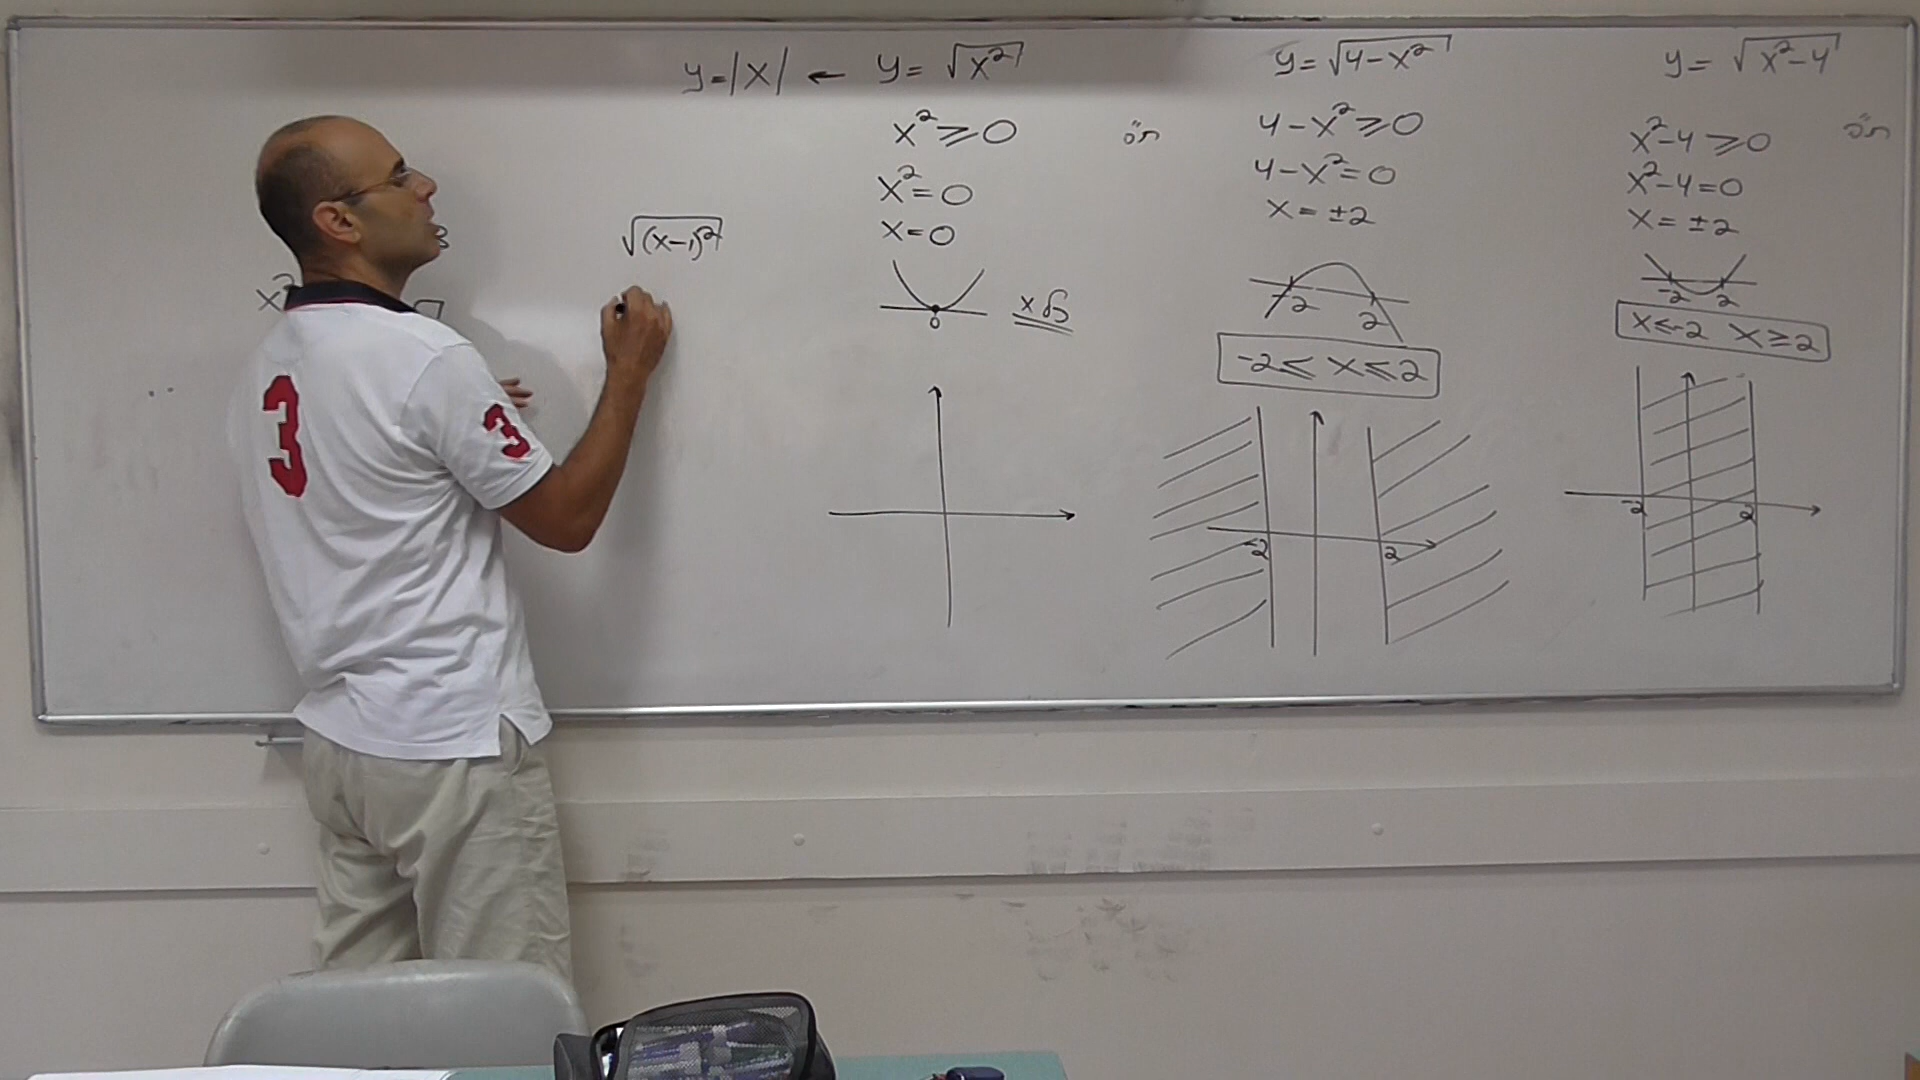 y = √(x²-4)
ת"ה
x²-4 ≥ 0
x²-4 = 0
x = ±2
-2 2
x ≤ -2 x ≥ 2
-2 2
y = √(4-x²)
ת"ה
4-x² ≥ 0
4-x² = 0
x = ±2
-2 2
-2 ≤ x ≤ 2
-2 2
y = |x| ← y = √(x²)
x² ≥ 0
x² = 0
x = 0
0
כל x
√((x-1)²)
x²
3
3